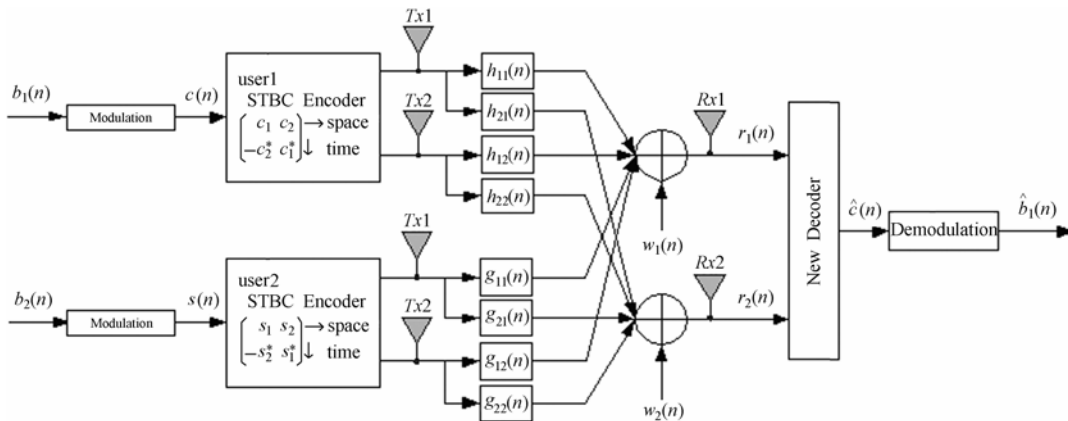 b₁(n)
Modulation
c(n)
user1
STBC Encoder
c₁ c₂ → space
−c₂* c₁* ↓ time
Tx1
Tx2
h₁₁(n)
h₂₁(n)
h₁₂(n)
h₂₂(n)
Rx1
r₁(n)
w₁(n)
b₂(n)
Modulation
s(n)
user2
STBC Encoder
s₁ s₂ → space
−s₂* s₁* ↓ time
Tx1
Tx2
g₁₁(n)
g₂₁(n)
g₁₂(n)
g₂₂(n)
Rx2
r₂(n)
w₂(n)
New Decoder
ĉ(n)
Demodulation
b̂₁(n)